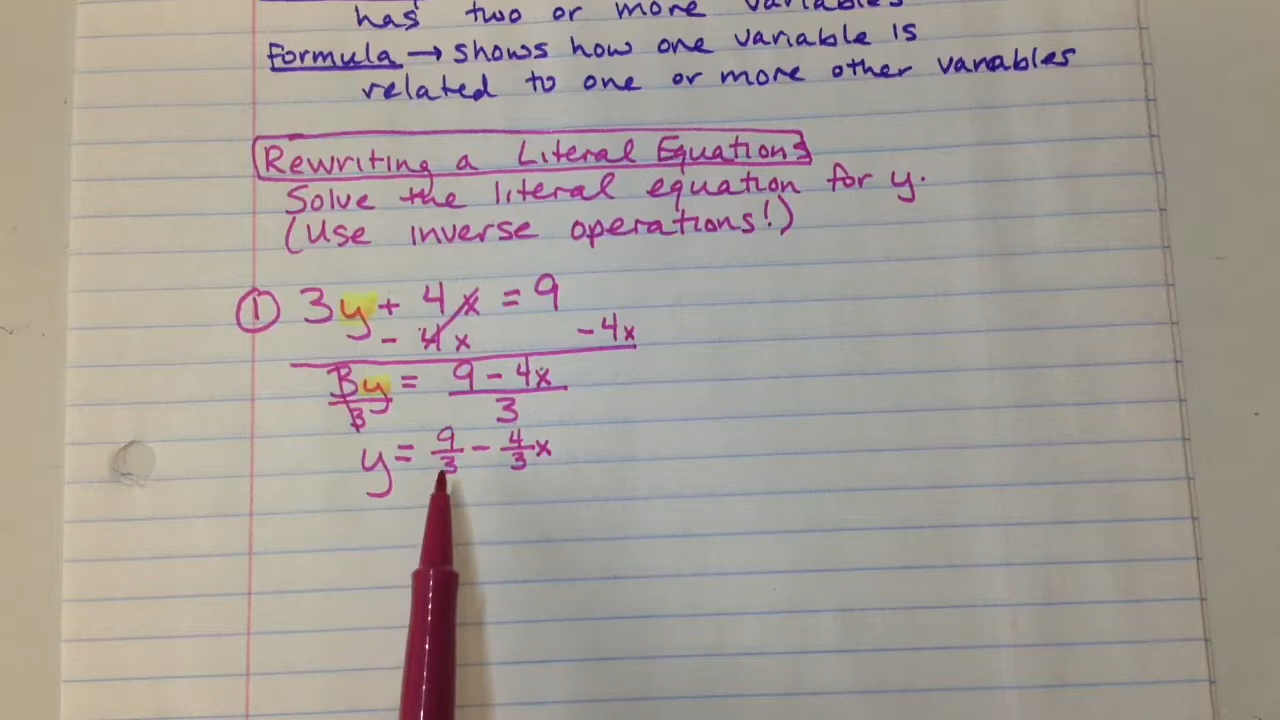 has two or more variables
Formula → shows how one variable is
related to one or more other variables
Rewriting a Literal Equation
Solve the literal equation for y.
(Use inverse operations!)
① 3y + 4x = 9
- 4x - 4x
3y = 9 - 4x
3 3
y = 9/3 - 4/3 x